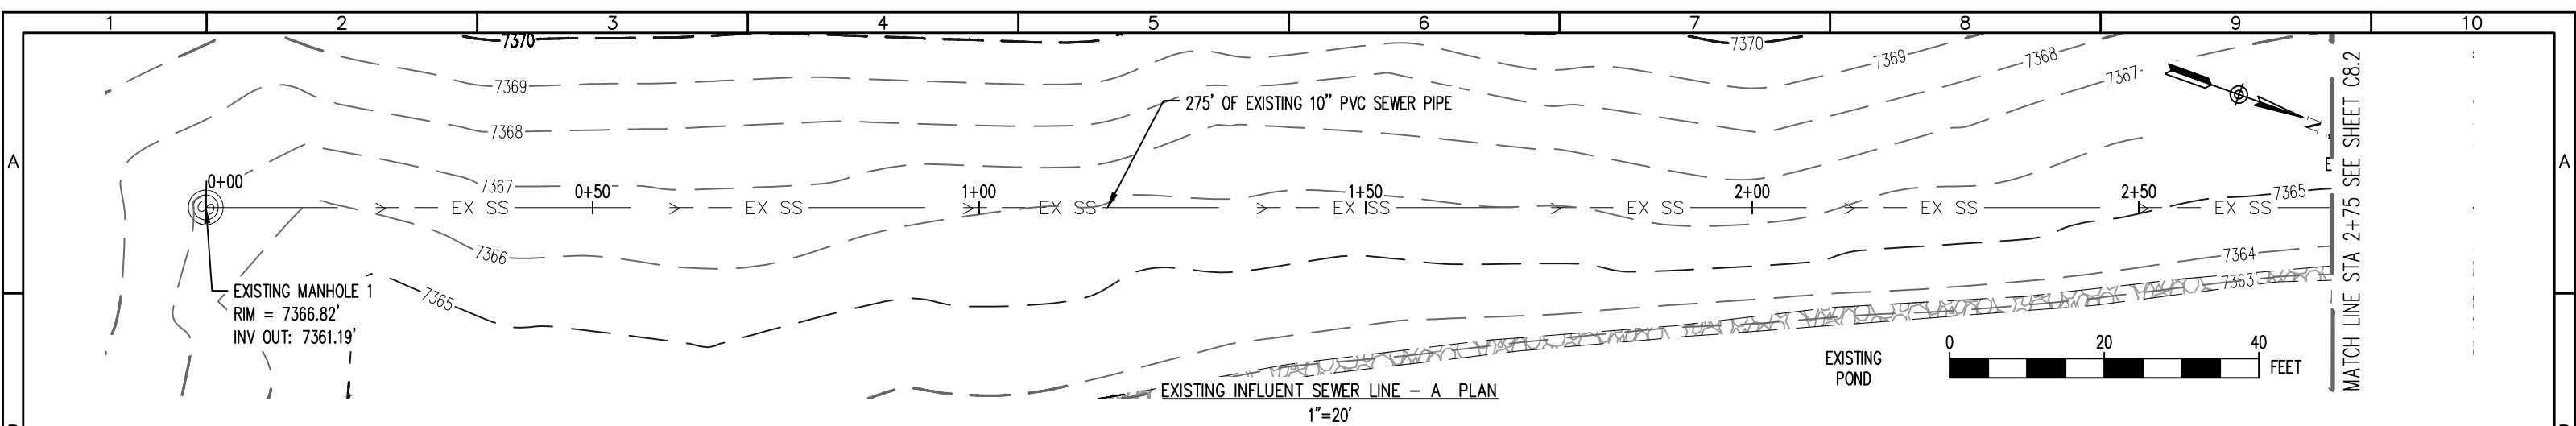 1 2 3 4 5 6 7 8 9 10
7370 7370
7369 7369 7368 7367
275' OF EXISTING 10" PVC SEWER PIPE
7368
N
A A
E
7367
0+00 0+50 1+00 1+50 2+00 2+50 7365
EX SS EX SS EX SS EX SS EX SS EX SS EX SS
7366 7364
7365 7363
EXISTING MANHOLE 1
RIM = 7366.82'
INV OUT: 7361.19'
MATCH LINE STA 2+75 SEE SHEET C8.2
EXISTING
POND
0 20 40
FEET
EXISTING INFLUENT SEWER LINE – A PLAN
1"=20'